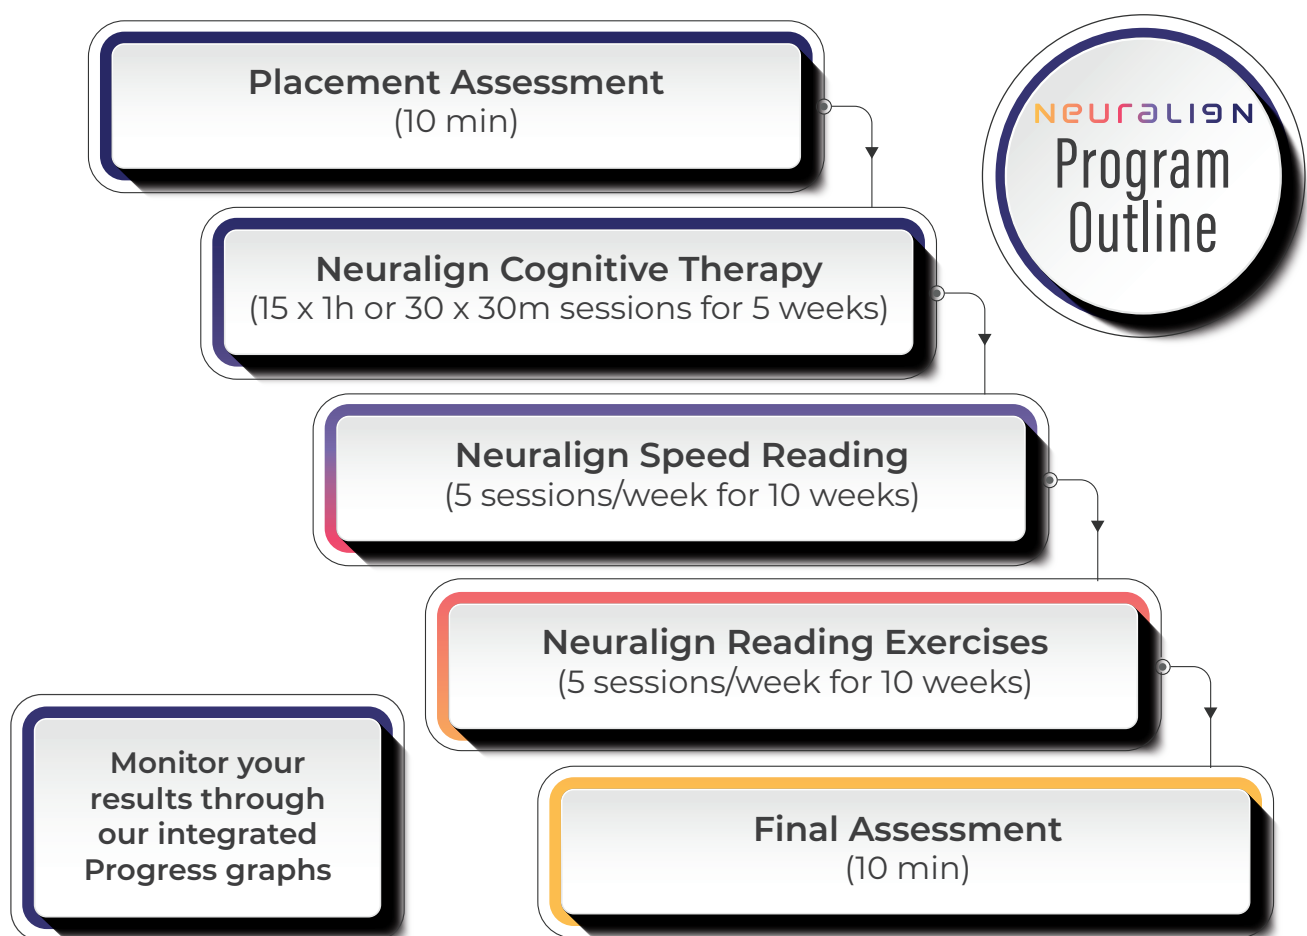 Placement Assessment
(10 min)
Neuralign
Program
Outline
Neuralign Cognitive Therapy
(15 x 1h or 30 x 30m sessions for 5 weeks)
Neuralign Speed Reading
(5 sessions/week for 10 weeks)
Neuralign Reading Exercises
(5 sessions/week for 10 weeks)
Monitor your
results through
our integrated
Progress graphs
Final Assessment
(10 min)